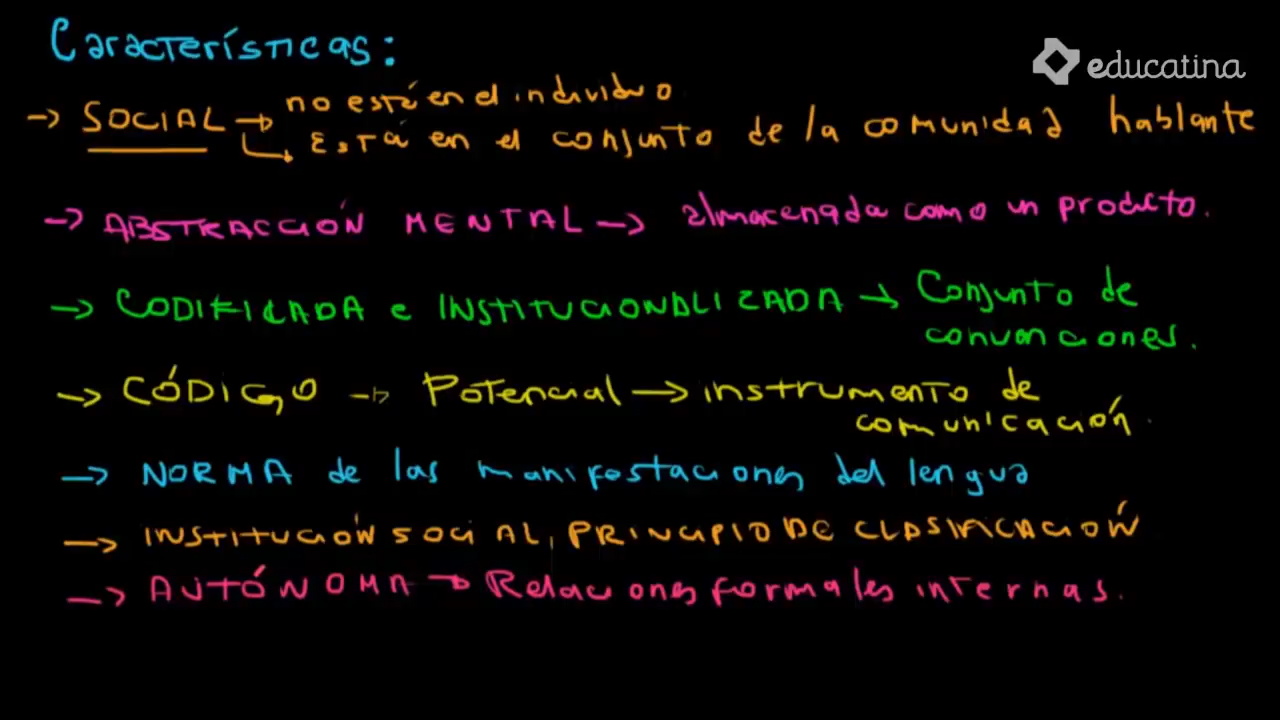 Características:
educatina
→ SOCIAL → no está en el individuo
Está en el conjunto de la comunidad hablante
→ ABSTRACCIÓN MENTAL → almacenada como un producto.
→ CODIFICADA e INSTITUCIONALIZADA → Conjunto de
convenciones.
→ CÓDIGO → Potencial → instrumento de
comunicación.
→ NORMA de las manifestaciones del lengua
→ INSTITUCIÓN SOCIAL, PRINCIPIO DE CLASIFICACIÓN
→ AUTÓNOMA → Relaciones formales internas.